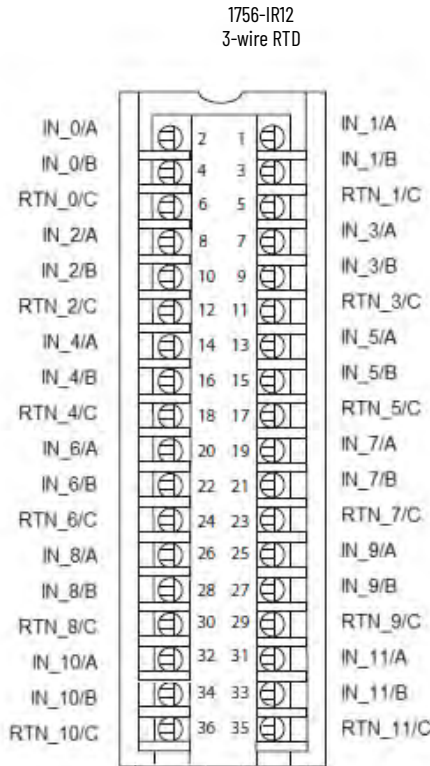 1756-IR12
3-wire RTD
IN_0/A 2 1 IN_1/A
IN_0/B 4 3 IN_1/B
RTN_0/C 6 5 RTN_1/C
IN_2/A 8 7 IN_3/A
IN_2/B 10 9 IN_3/B
RTN_2/C 12 11 RTN_3/C
IN_4/A 14 13 IN_5/A
IN_4/B 16 15 IN_5/B
RTN_4/C 18 17 RTN_5/C
IN_6/A 20 19 IN_7/A
IN_6/B 22 21 IN_7/B
RTN_6/C 24 23 RTN_7/C
IN_8/A 26 25 IN_9/A
IN_8/B 28 27 IN_9/B
RTN_8/C 30 29 RTN_9/C
IN_10/A 32 31 IN_11/A
IN_10/B 34 33 IN_11/B
RTN_10/C 36 35 RTN_11/C